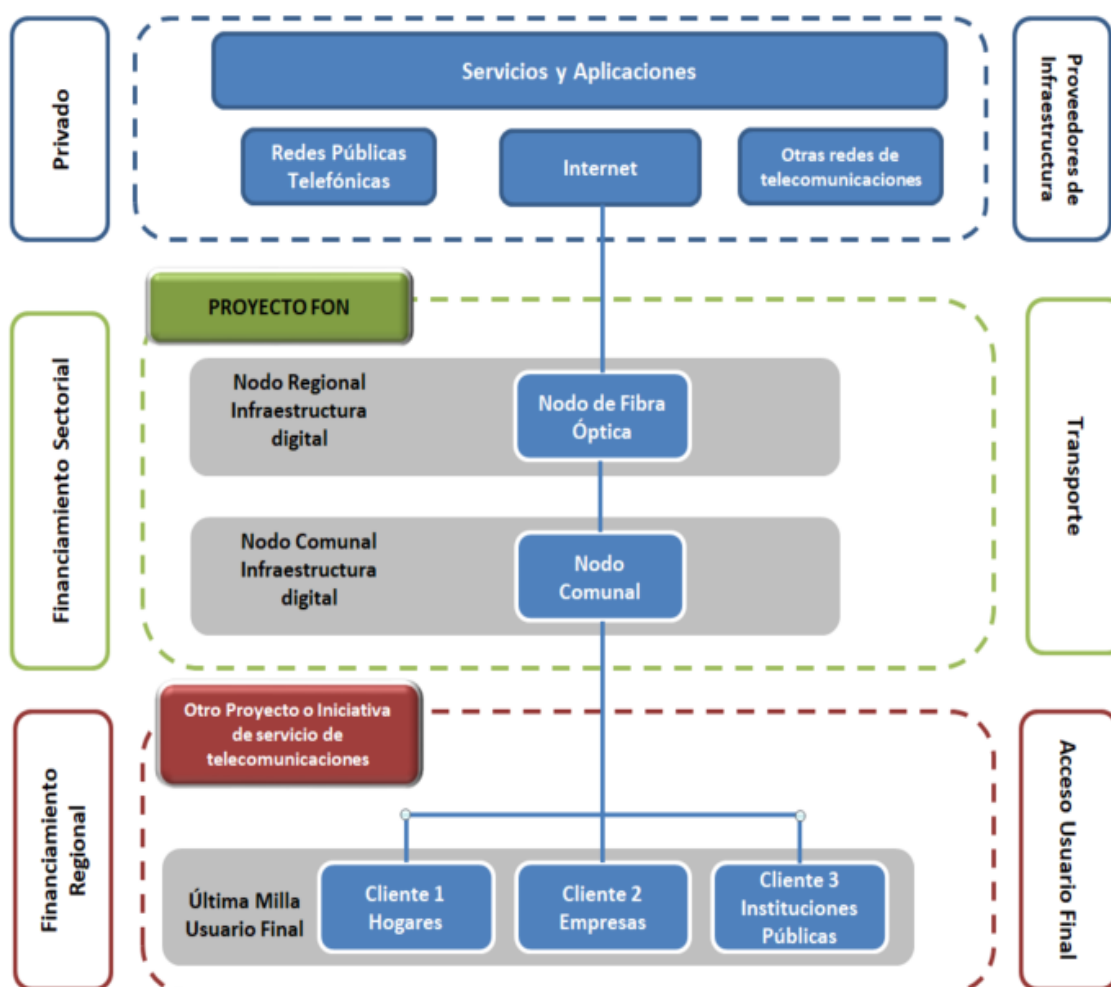 Privado
Servicios y Aplicaciones
Proveedores de
Infraestructura
Redes Públicas
Telefónicas
Internet
Otras redes de
telecomunicaciones
Financiamiento Sectorial
PROYECTO FON
Transporte
Nodo Regional
Infraestructura
digital
Nodo de Fibra
Óptica
Nodo Comunal
Infraestructura
digital
Nodo
Comunal
Financiamiento
Regional
Otro Proyecto o Iniciativa
de servicio de
telecomunicaciones
Acceso Usuario Final
Última Milla
Usuario Final
Cliente 1
Hogares
Cliente 2
Empresas
Cliente 3
Instituciones
Públicas